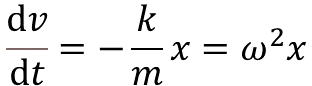 dv/dt = − k/m x = ω²x